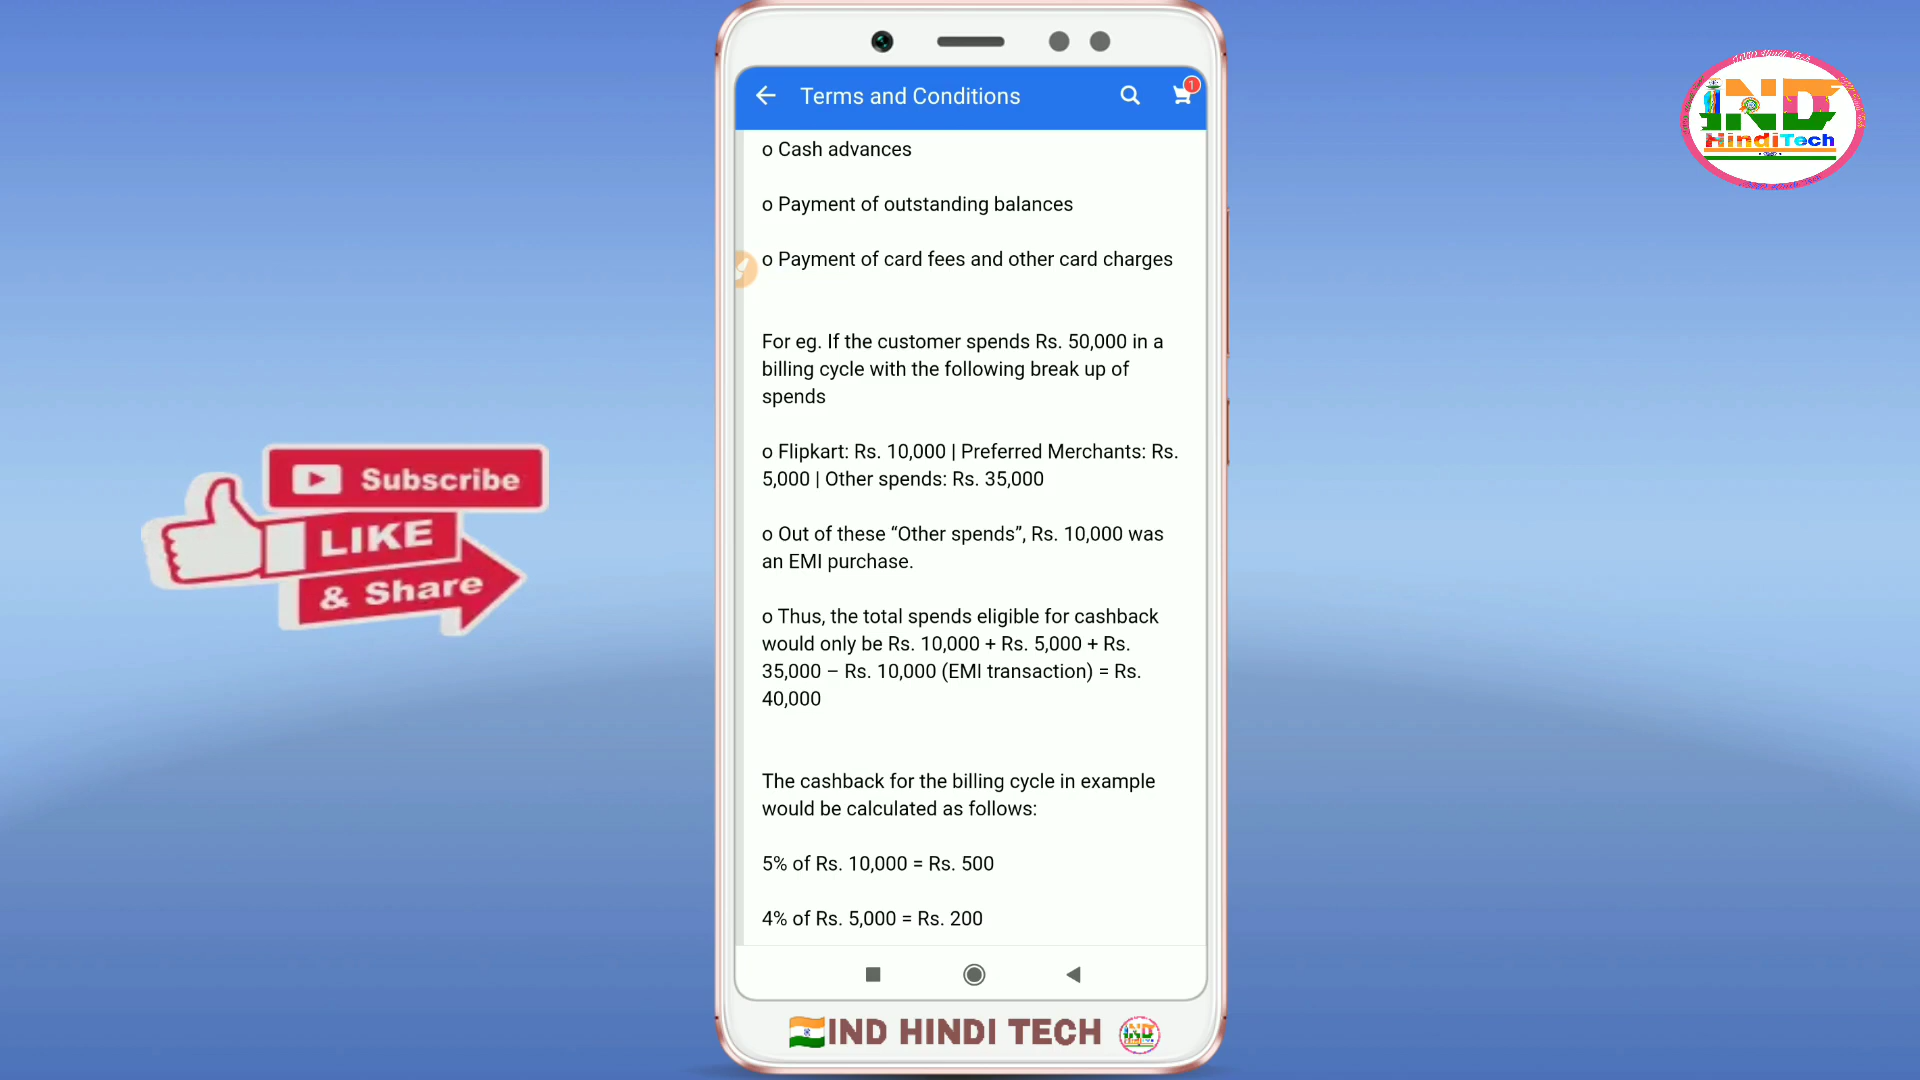 Terms and Conditions
1
o Cash advances
o Payment of outstanding balances
o Payment of card fees and other card charges
For eg. If the customer spends Rs. 50,000 in a
billing cycle with the following break up of
spends
o Flipkart: Rs. 10,000 | Preferred Merchants: Rs.
5,000 | Other spends: Rs. 35,000
o Out of these “Other spends”, Rs. 10,000 was
an EMI purchase.
o Thus, the total spends eligible for cashback
would only be Rs. 10,000 + Rs. 5,000 + Rs.
35,000 – Rs. 10,000 (EMI transaction) = Rs.
40,000
The cashback for the billing cycle in example
would be calculated as follows:
5% of Rs. 10,000 = Rs. 500
4% of Rs. 5,000 = Rs. 200
IND HINDI TECH
Subscribe
LIKE
& Share
IND
HindiTech